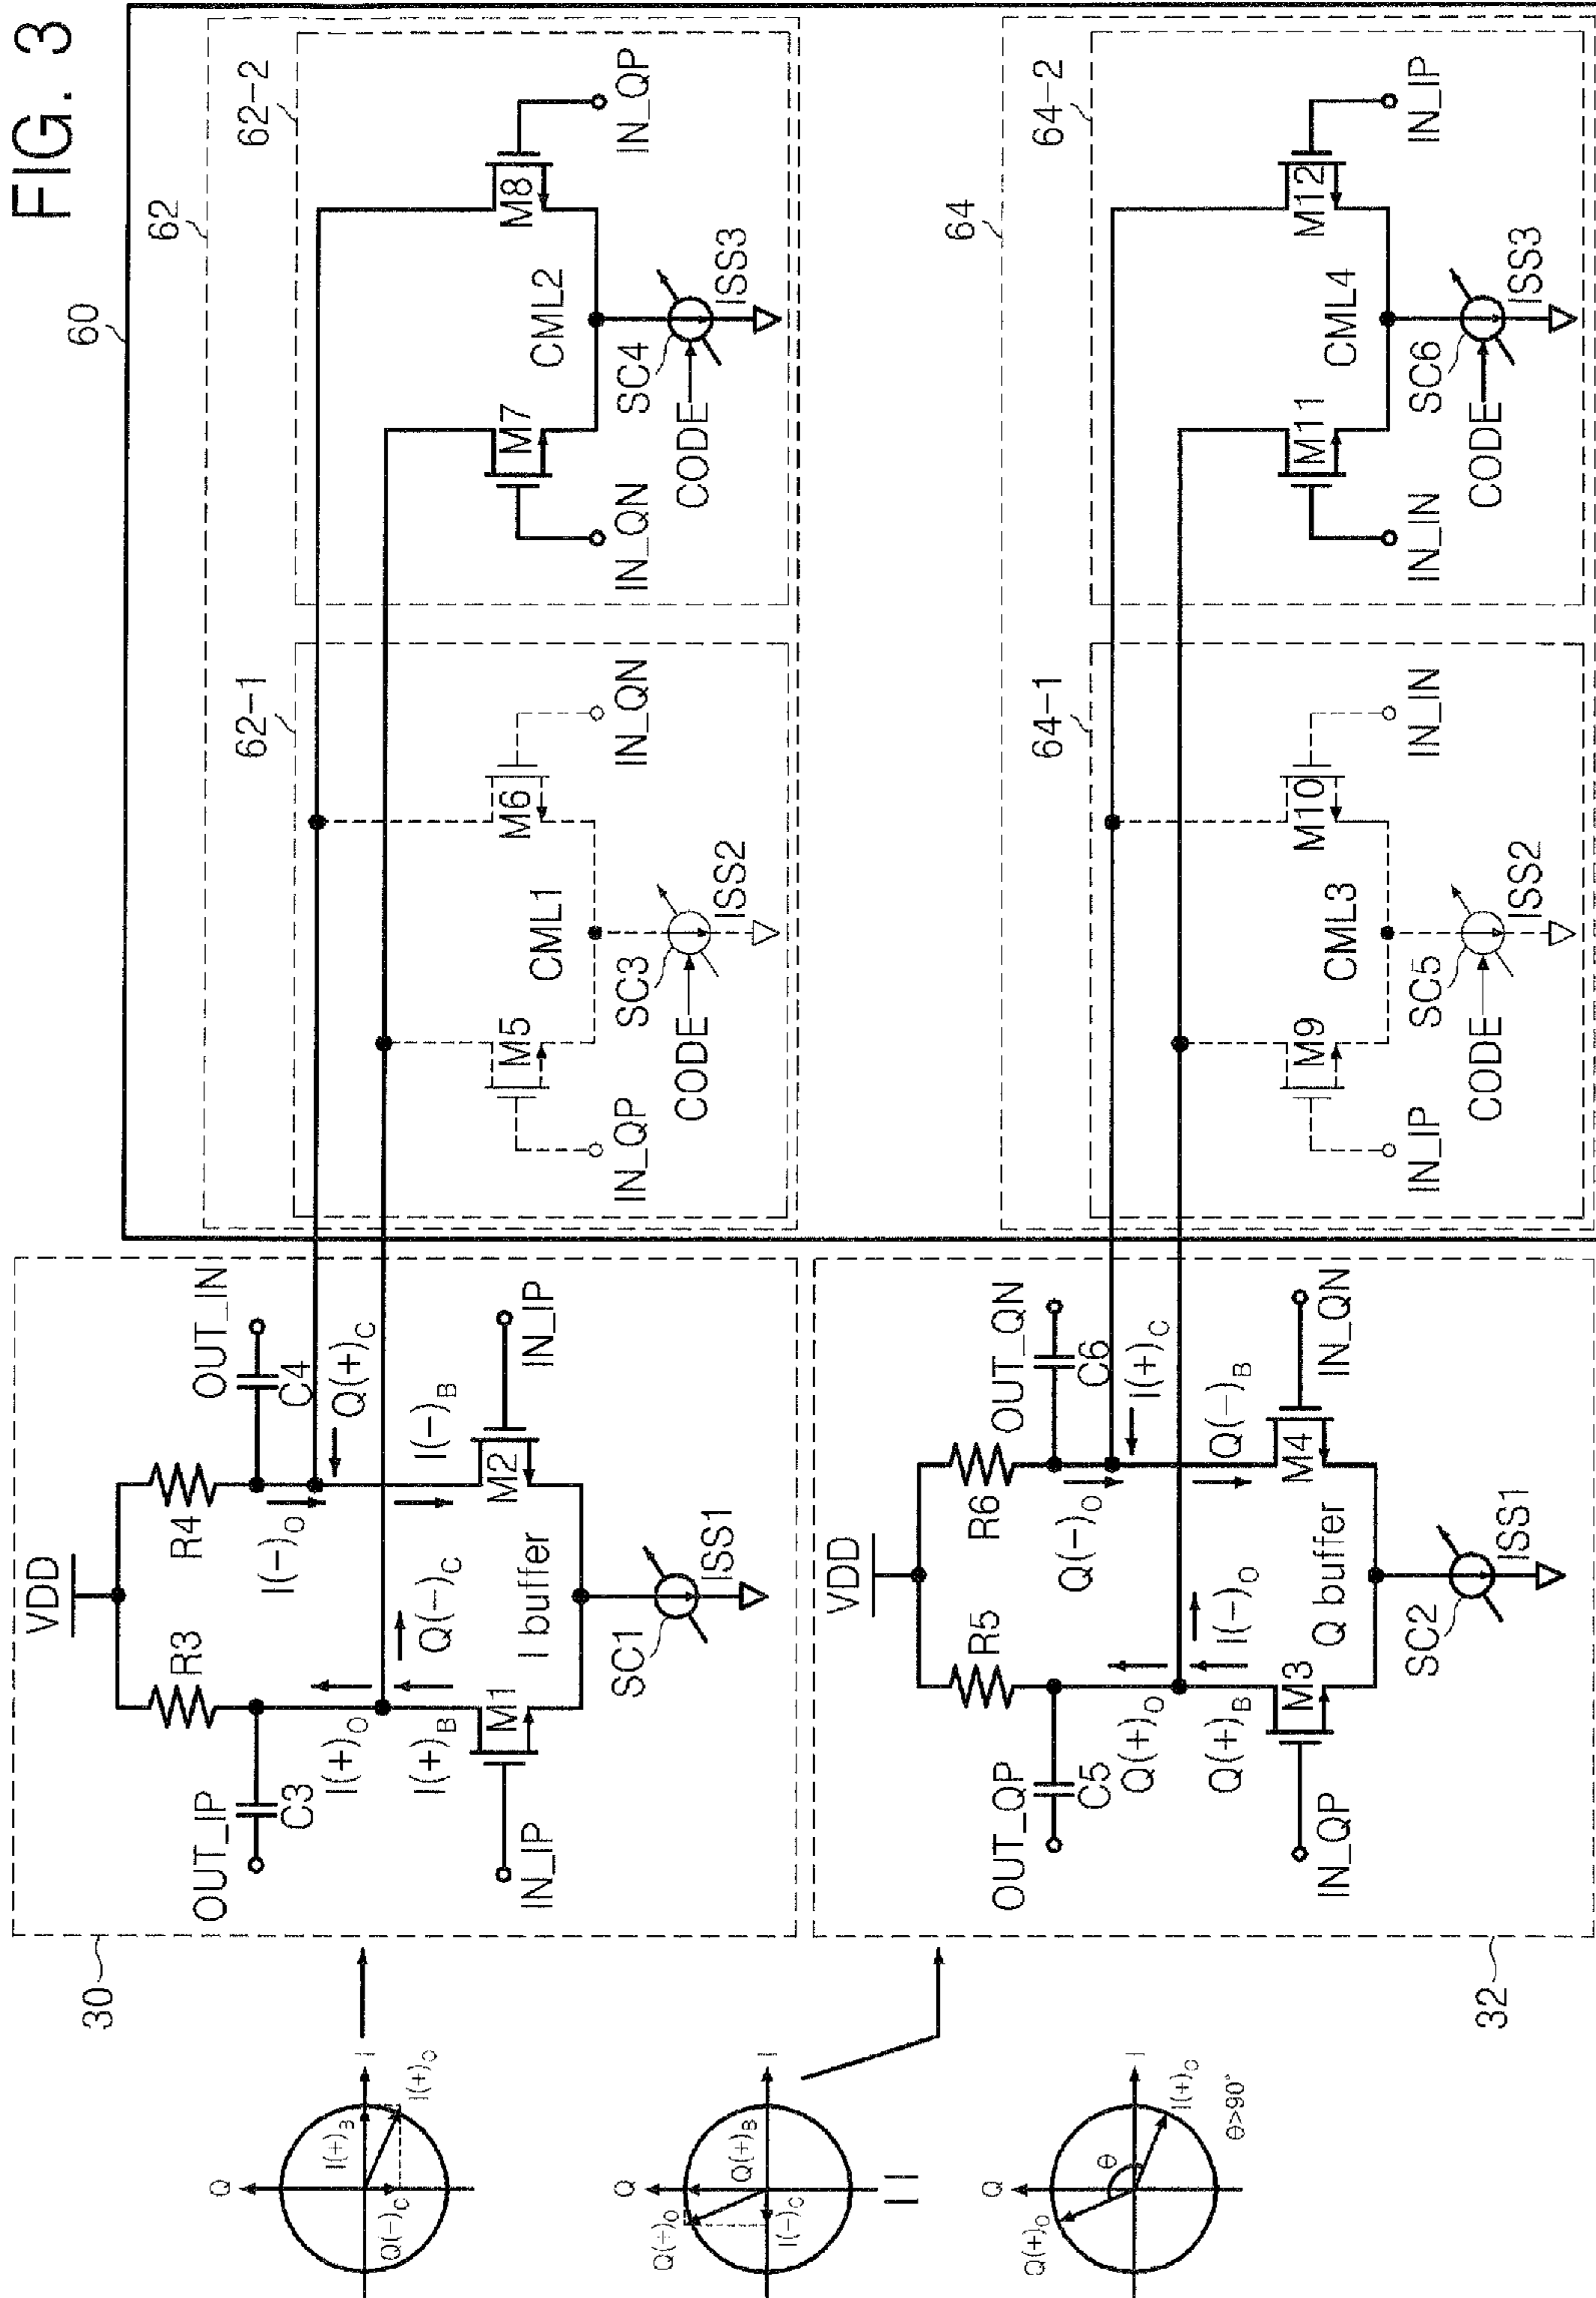 FIG. 3
60
62
62-2
IN_QP
M8
CML2
M7
IN_QN
SC4
ISS3
CODE
62-1
IN_QN
M6
CML1
M5
IN_QP
SC3
ISS2
CODE
64
64-2
IN_IP
M12
CML4
M11
IN_IN
SC6
ISS3
CODE
64-1
IN_IN
M10
CML3
M9
IN_IP
SC5
ISS2
CODE
30
VDD
R3
R4
OUT_IP
C3
OUT_IN
C4
I(+)O
I(-)O
Q(+)C
I(+)B
Q(-)C
I(-)B
M1
I buffer
M2
IN_IP
IN_IP
SC1
ISS1
32
VDD
R5
R6
OUT_QP
C5
OUT_QN
C6
Q(+)O
Q(-)O
I(+)C
Q(+)B
I(-)O
Q(-)B
M3
Q buffer
M4
IN_QP
IN_QN
SC2
ISS1
Q
I
I(+)B
Q(-)C
I(+)O
Q
I
Q(+)O
Q(+)B
I(-)C
=
Q
I
Q(+)O
θ
I(+)O
θ>90°